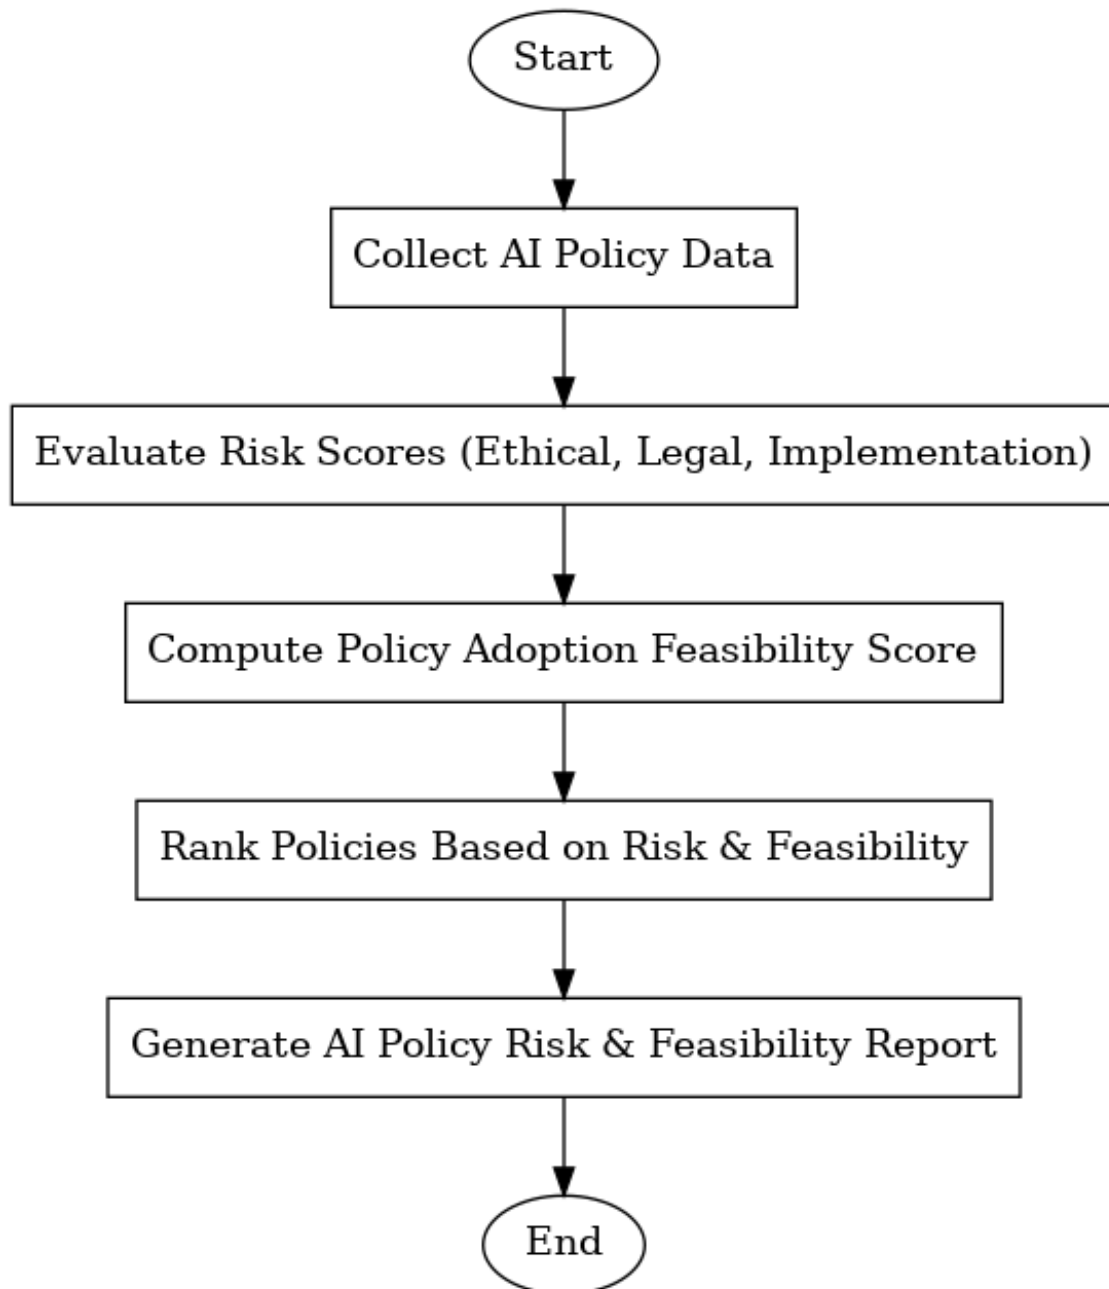 Start
Collect AI Policy Data
Evaluate Risk Scores (Ethical, Legal, Implementation)
Compute Policy Adoption Feasibility Score
Rank Policies Based on Risk & Feasibility
Generate AI Policy Risk & Feasibility Report
End